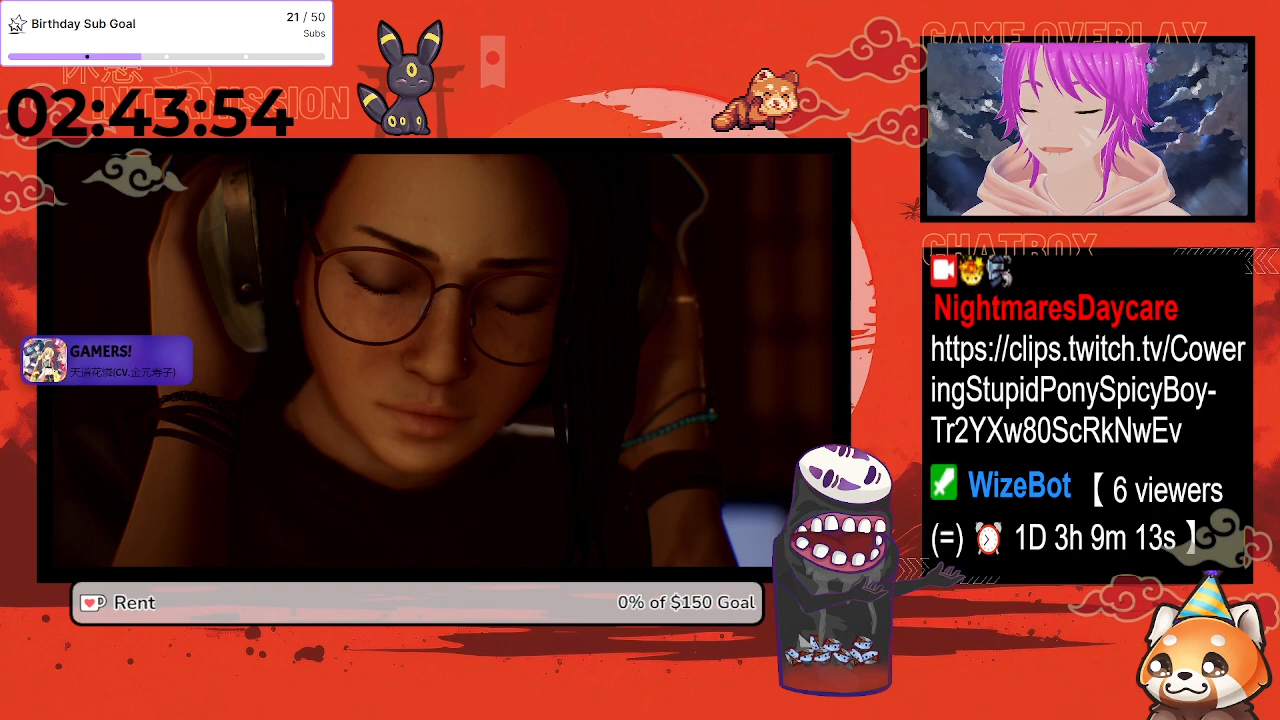 Birthday Sub Goal
21 / 50
Subs
INTERMISSION
02:43:54
GAME OVERLAY
CHATBOX
NightmaresDaycare
https://clips.twitch.tv/Cower
ingStupidPonySpicyBoy-
Tr2YXw80ScRkNwEv
WizeBot 【 6 viewers
(=) ⏰ 1D 3h 9m 13s 】
GAMERS!
天道花憐(CV.金元寿子)
Rent
0% of $150 Goal